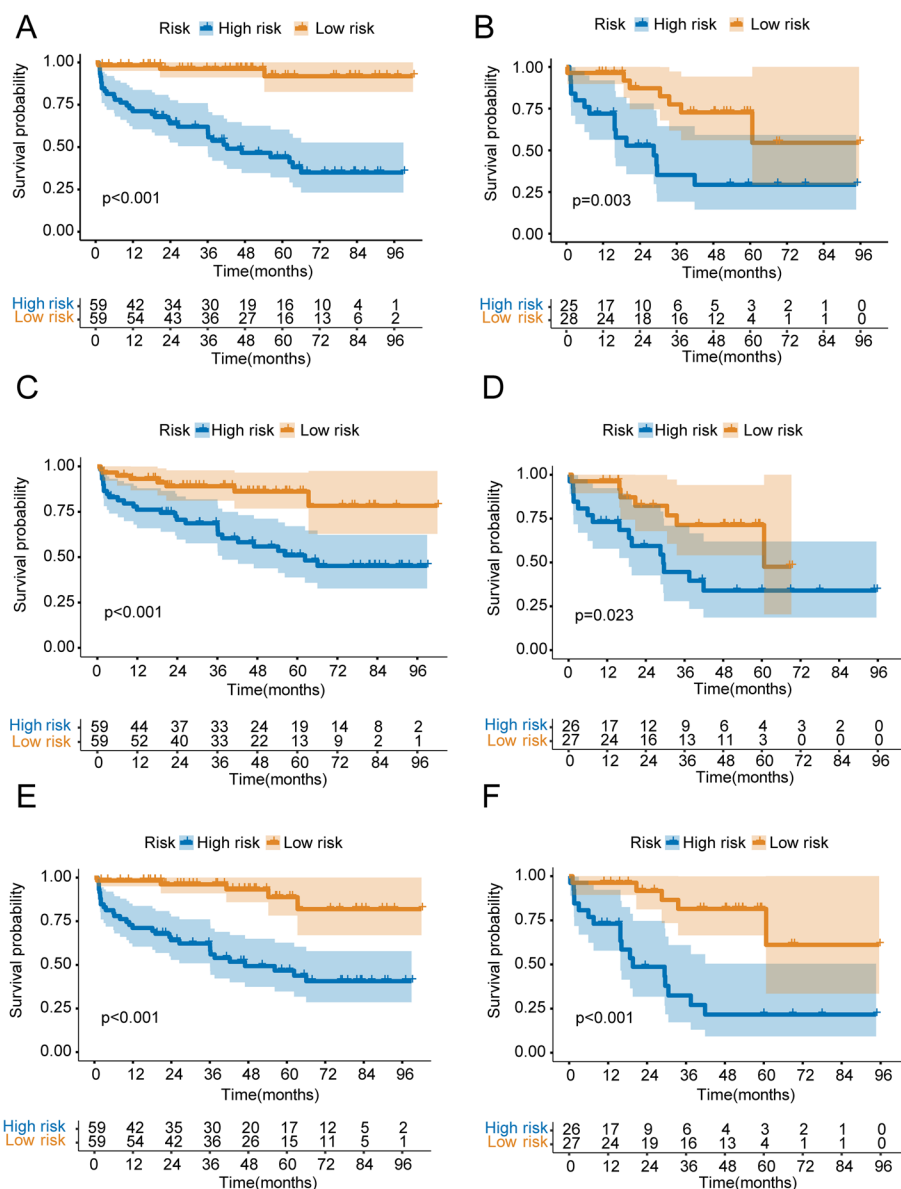 A
Risk High risk Low risk
Survival probability
1.00
0.75
0.50
0.25
0.00
p<0.001
0 12 24 36 48 60 72 84 96
Time(months)
High risk 59 42 34 30 19 16 10 4 1
Low risk 59 54 43 36 27 16 13 6 2
0 12 24 36 48 60 72 84 96
Time(months)
B
Risk High risk Low risk
Survival probability
1.00
0.75
0.50
0.25
0.00
p=0.003
0 12 24 36 48 60 72 84 96
Time(months)
High risk 25 17 10 6 5 3 2 1 0
Low risk 28 24 18 16 12 4 1 1 0
0 12 24 36 48 60 72 84 96
Time(months)
C
Risk High risk Low risk
Survival probability
1.00
0.75
0.50
0.25
0.00
p<0.001
0 12 24 36 48 60 72 84 96
Time(months)
High risk 59 44 37 33 24 19 14 8 2
Low risk 59 52 40 33 22 13 9 2 1
0 12 24 36 48 60 72 84 96
Time(months)
D
Risk High risk Low risk
Survival probability
1.00
0.75
0.50
0.25
0.00
p=0.023
0 12 24 36 48 60 72 84 96
Time(months)
High risk 26 17 12 9 6 4 3 2 0
Low risk 27 24 16 13 11 3 0 0 0
0 12 24 36 48 60 72 84 96
Time(months)
E
Risk High risk Low risk
Survival probability
1.00
0.75
0.50
0.25
0.00
p<0.001
0 12 24 36 48 60 72 84 96
Time(months)
High risk 59 42 35 30 20 17 12 5 2
Low risk 59 54 42 36 26 15 11 5 1
0 12 24 36 48 60 72 84 96
Time(months)
F
Risk High risk Low risk
Survival probability
1.00
0.75
0.50
0.25
0.00
p<0.001
0 12 24 36 48 60 72 84 96
Time(months)
High risk 26 17 9 6 4 3 2 1 0
Low risk 27 24 19 16 13 4 1 1 0
0 12 24 36 48 60 72 84 96
Time(months)